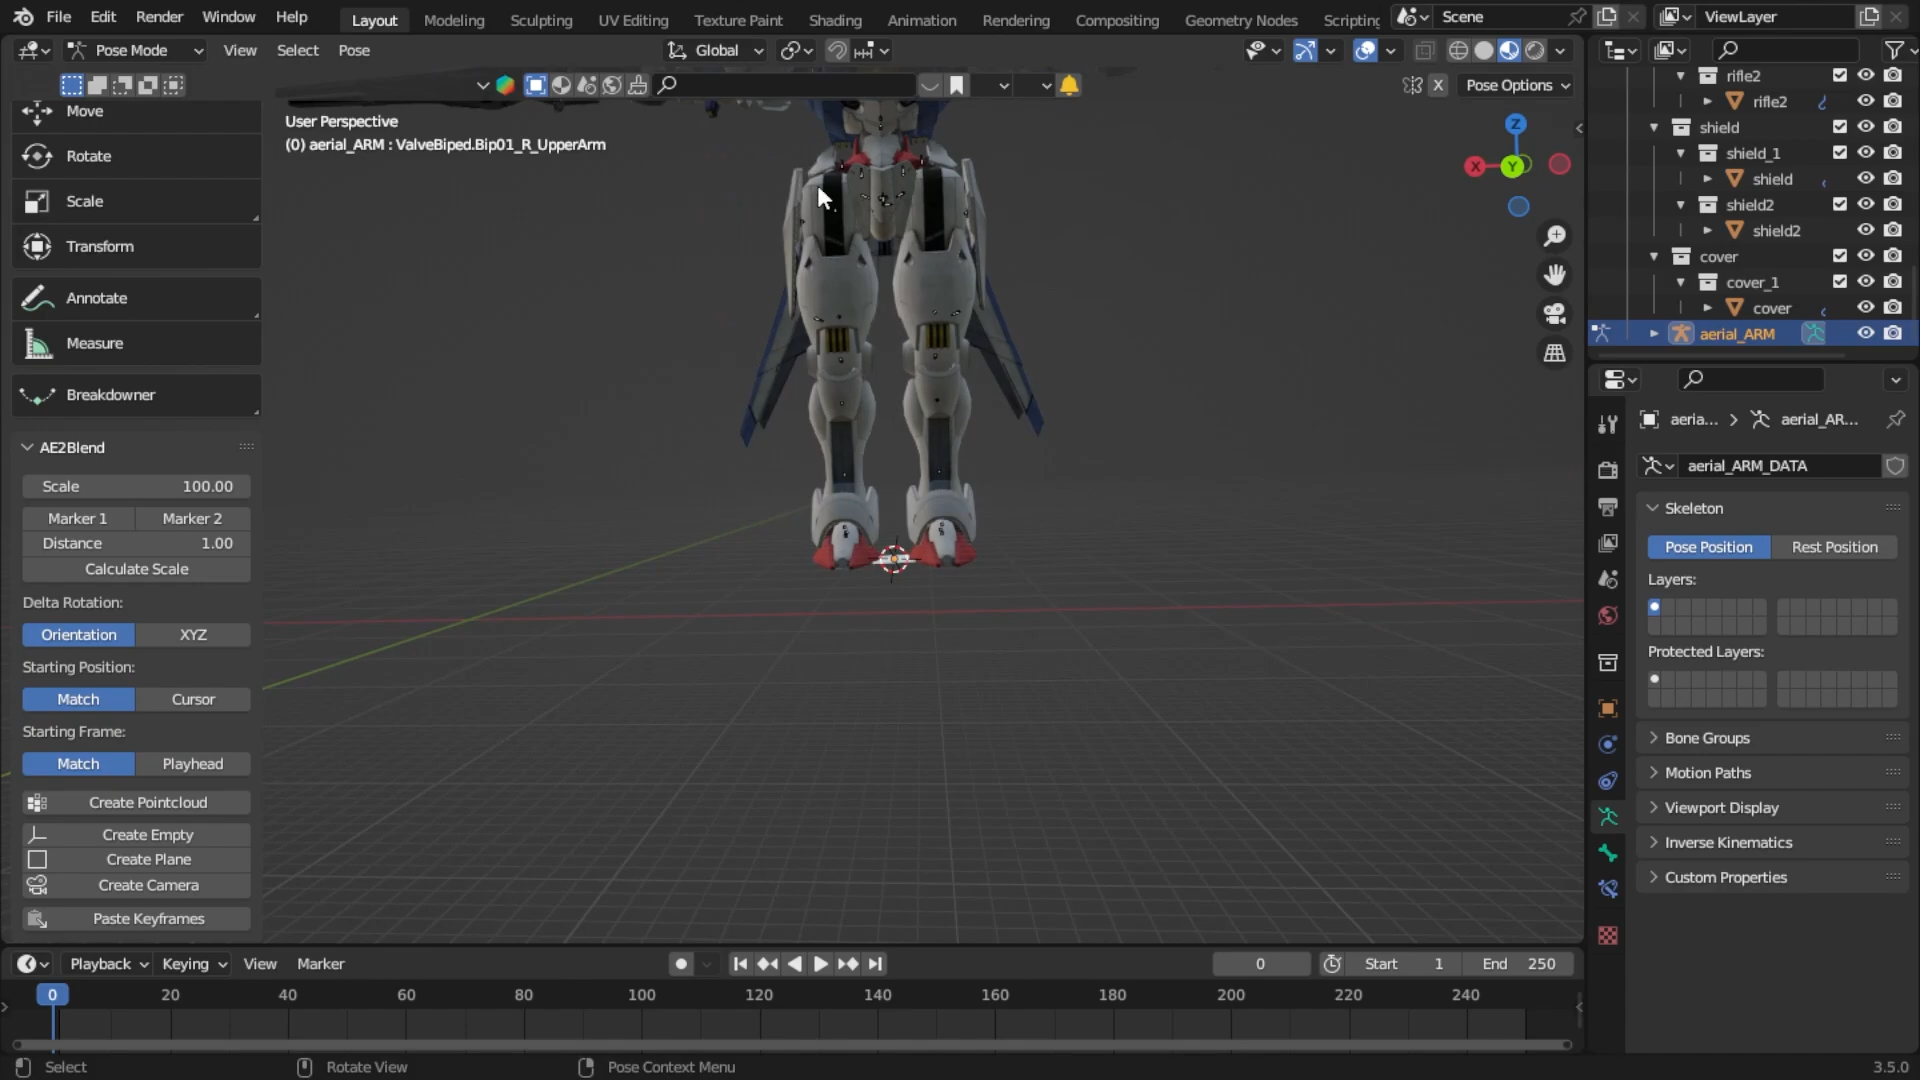 File Edit Render Window Help Layout Modeling Sculpting UV Editing Texture Paint Shading Animation Rendering Compositing Geometry Nodes Scripting Scene ViewLayer
Pose Mode View Select Pose Global
X Pose Options
User Perspective
(0) aerial_ARM : ValveBiped.Bip01_R_UpperArm
Z
X
Y
Move
Rotate
Scale
Transform
Annotate
Measure
Breakdowner
AE2Blend
Scale 100.00
Marker 1 Marker 2
Distance 1.00
Calculate Scale
Delta Rotation:
Orientation XYZ
Starting Position:
Match Cursor
Starting Frame:
Match Playhead
Create Pointcloud
Create Empty
Create Plane
Create Camera
Paste Keyframes
rifle2
rifle2
shield
shield_1
shield
shield2
shield2
cover
cover_1
cover
aerial_ARM
aeria... aerial_AR...
aerial_ARM_DATA
Skeleton
Pose Position Rest Position
Layers:
Protected Layers:
Bone Groups
Motion Paths
Viewport Display
Inverse Kinematics
Custom Properties
Playback Keying View Marker 0 Start 1 End 250
0 20 40 60 80 100 120 140 160 180 200 220 240
Select Rotate View Pose Context Menu 3.5.0